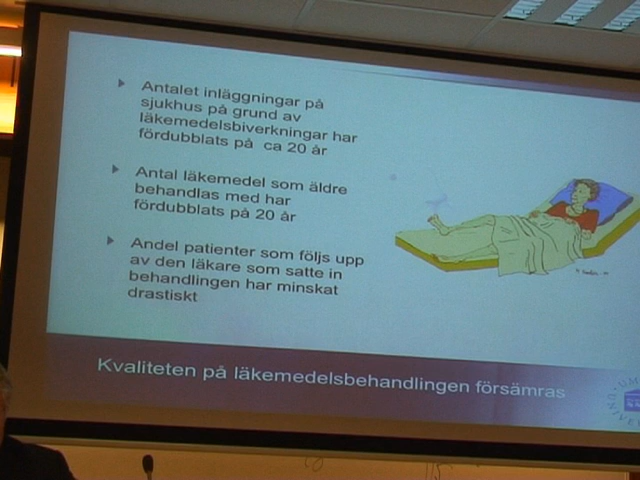 Antalet inläggningar på
sjukhus på grund av
läkemedelsbiverkningar har
fördubblats på ca 20 år
Antal läkemedel som äldre
behandlas med har
fördubblats på 20 år
Andel patienter som följs upp
av den läkare som satte in
behandlingen har minskat
drastiskt
Kvaliteten på läkemedelsbehandlingen försämras